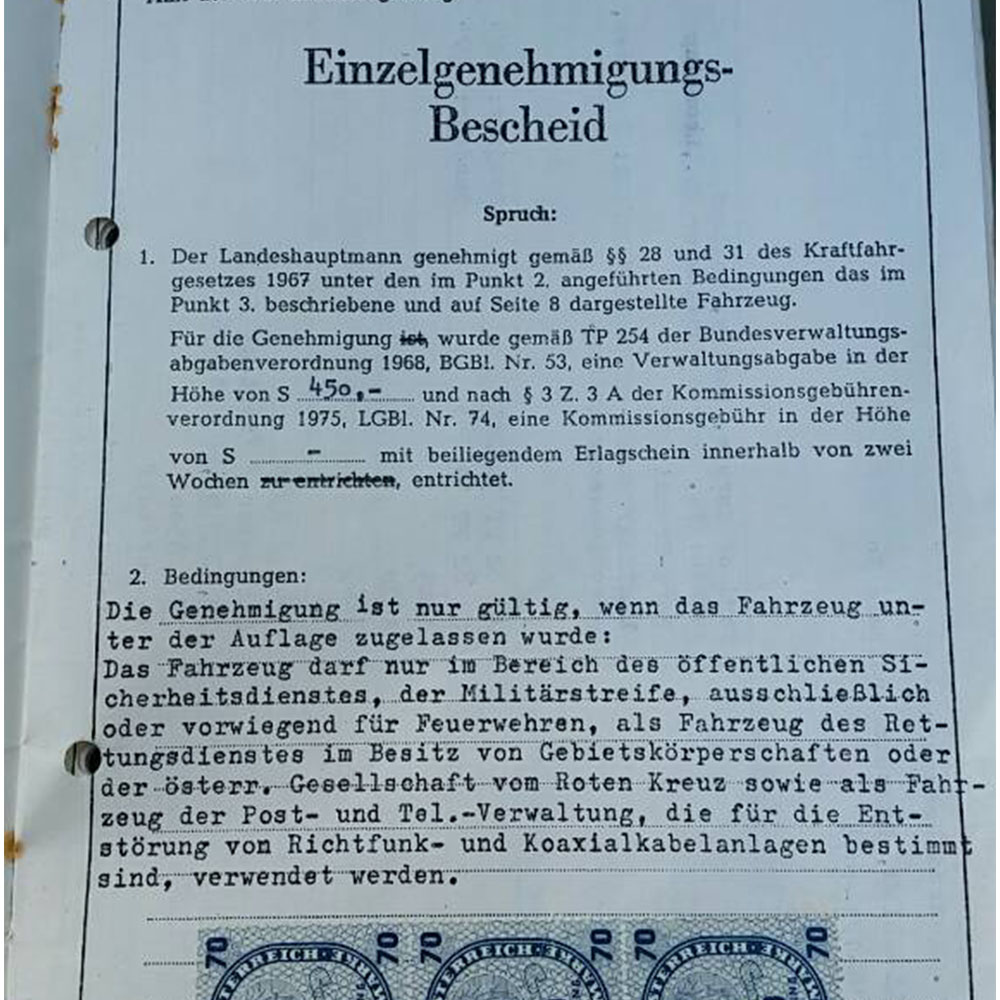 Einzelgenehmigungs-
Bescheid
Spruch:
1. Der Landeshauptmann genehmigt gemäß §§ 28 und 31 des Kraftfahr-
gesetzes 1967 unter den im Punkt 2. angeführten Bedingungen das im
Punkt 3. beschriebene und auf Seite 8 dargestellte Fahrzeug.
Für die Genehmigung ist, wurde gemäß TP 254 der Bundesverwaltungs-
abgabenverordnung 1968, BGBl. Nr. 53, eine Verwaltungsabgabe in der
Höhe von S 450,- und nach § 3 Z. 3 A der Kommissionsgebühren-
verordnung 1975, LGBl. Nr. 74, eine Kommissionsgebühr in der Höhe
von S - mit beiliegendem Erlagschein innerhalb von zwei
Wochen zu entrichten, entrichtet.
2. Bedingungen:
Die Genehmigung ist nur gültig, wenn das Fahrzeug un-
ter der Auflage zugelassen wurde:
Das Fahrzeug darf nur im Bereich des öffentlichen Si-
cherheitsdienstes, der Militärstreife, ausschließlich
oder vorwiegend für Feuerwehren, als Fahrzeug des Ret-
tungsdienstes im Besitz von Gebietskörperschaften oder
der österr. Gesellschaft vom Roten Kreuz sowie als Fahr-
zeug der Post- und Tel.-Verwaltung, die für die Ent-
störung von Richtfunk- und Koaxialkabelanlagen bestimmt
sind, verwendet werden.
70 70 70 70 70 70